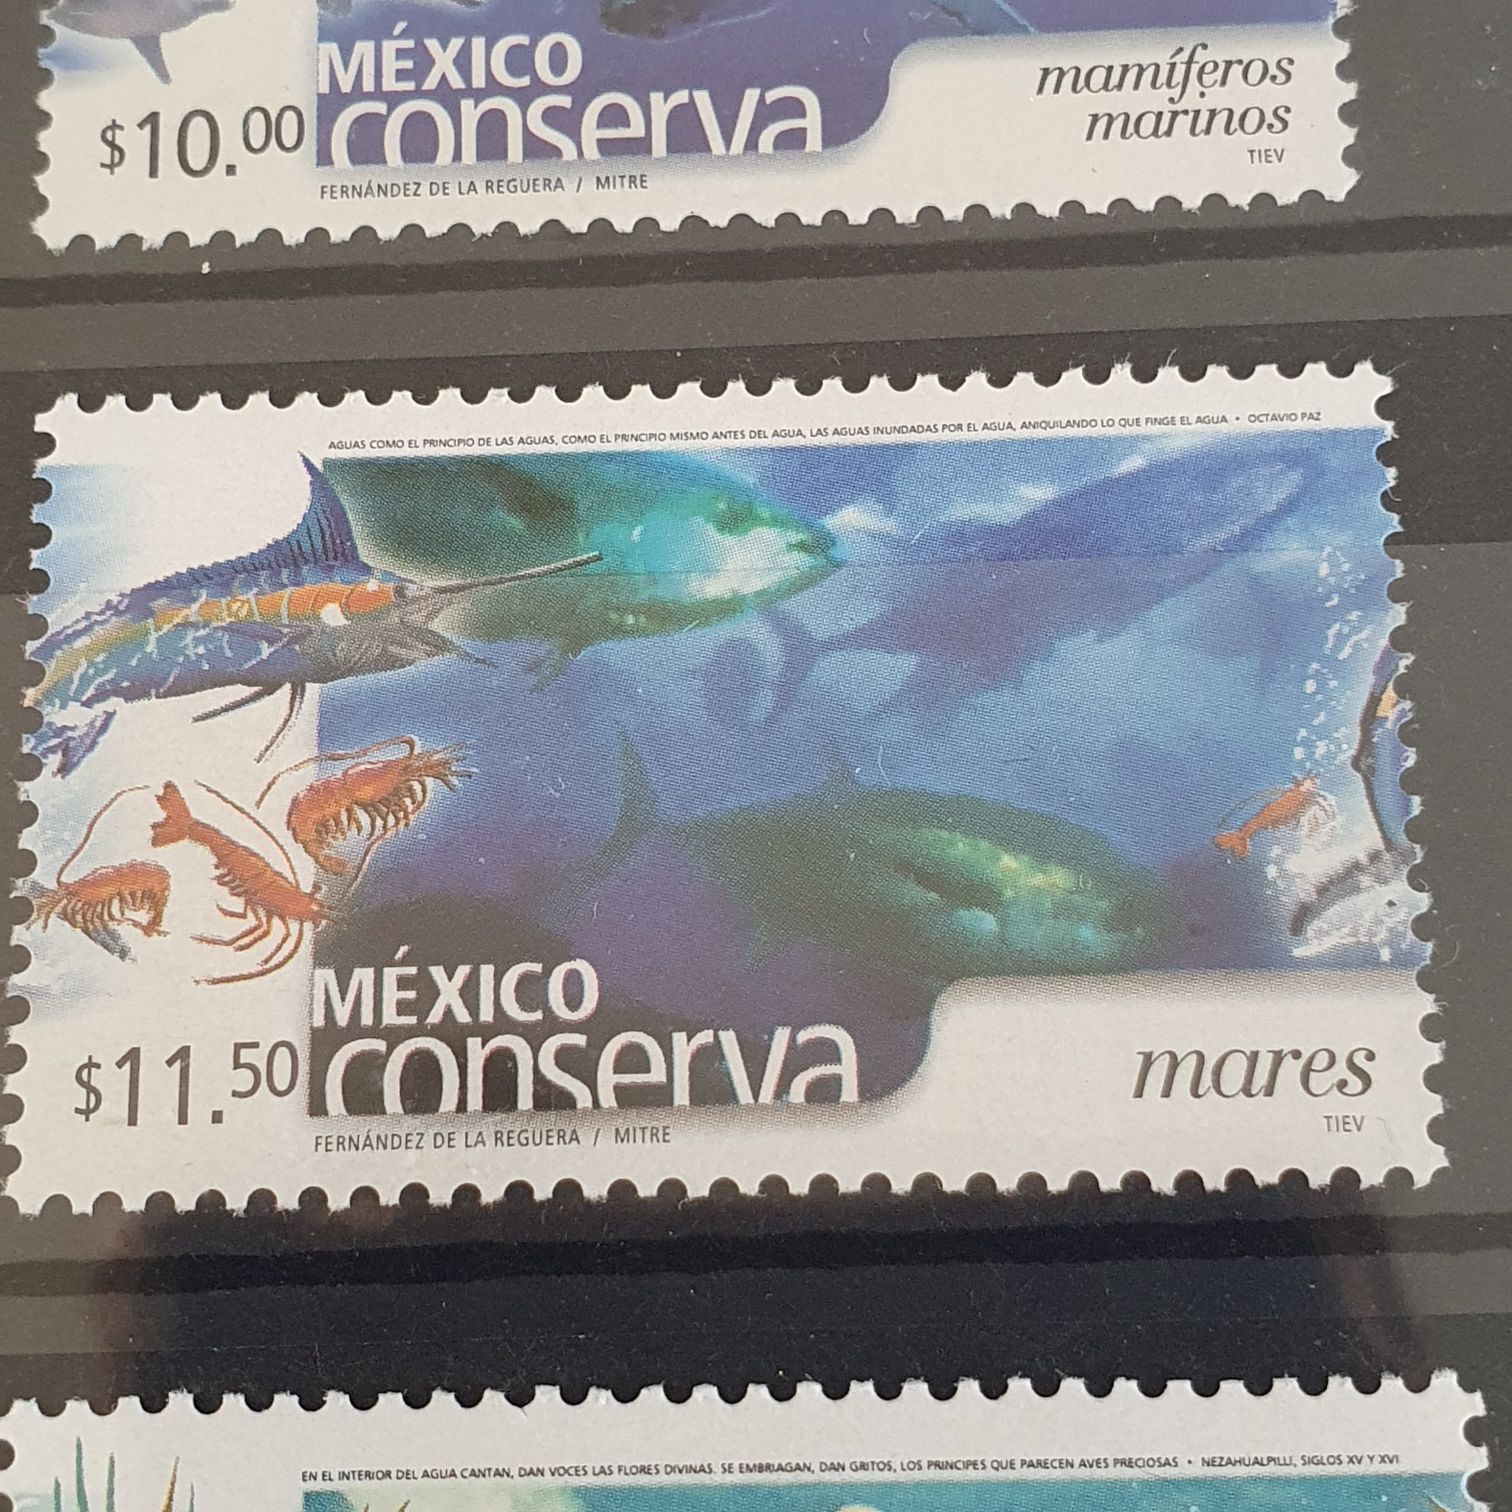 MÉXICO
conserva
$10.00
mamíferos
marinos
TIEV
FERNÁNDEZ DE LA REGUERA / MITRE
AGUAS COMO EL PRINCIPIO DE LAS AGUAS, COMO EL PRINCIPIO MISMO ANTES DEL AGUA, LAS AGUAS INUNDADAS POR EL AGUA, ANIQUILANDO LO QUE FINGE EL AGUA • OCTAVIO PAZ
MÉXICO
conserva
$11.50
mares
TIEV
FERNÁNDEZ DE LA REGUERA / MITRE
EN EL INTERIOR DEL AGUA CANTAN, DAN VOCES LAS FLORES DIVINAS. SE EMBRIAGAN, DAN GRITOS, LOS PRINCIPES QUE PARECEN AVES PRECIOSAS • NEZAHUALPILLI, SIGLOS XV Y XVI